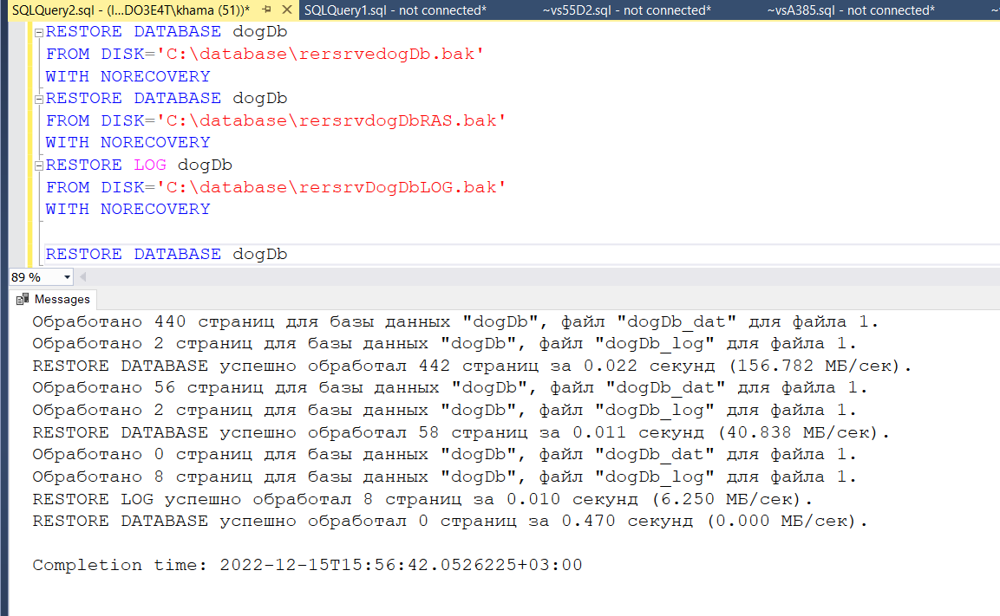 SQLQuery2.sql - (l...DO3E4T\khama (51))* SQLQuery1.sql - not connected* ~vs55D2.sql - not connected* ~vsA385.sql - not connected* ~
RESTORE DATABASE dogDb
FROM DISK='C:\database\rersrvedogDb.bak'
WITH NORECOVERY
RESTORE DATABASE dogDb
FROM DISK='C:\database\rersrvdogDbRAS.bak'
WITH NORECOVERY
RESTORE LOG dogDb
FROM DISK='C:\database\rersrvDogDbLOG.bak'
WITH NORECOVERY
RESTORE DATABASE dogDb
89 %
Messages
Обработано 440 страниц для базы данных "dogDb", файл "dogDb_dat" для файла 1.
Обработано 2 страниц для базы данных "dogDb", файл "dogDb_log" для файла 1.
RESTORE DATABASE успешно обработал 442 страниц за 0.022 секунд (156.782 МБ/сек).
Обработано 56 страниц для базы данных "dogDb", файл "dogDb_dat" для файла 1.
Обработано 2 страниц для базы данных "dogDb", файл "dogDb_log" для файла 1.
RESTORE DATABASE успешно обработал 58 страниц за 0.011 секунд (40.838 МБ/сек).
Обработано 0 страниц для базы данных "dogDb", файл "dogDb_dat" для файла 1.
Обработано 8 страниц для базы данных "dogDb", файл "dogDb_log" для файла 1.
RESTORE LOG успешно обработал 8 страниц за 0.010 секунд (6.250 МБ/сек).
RESTORE DATABASE успешно обработал 0 страниц за 0.470 секунд (0.000 МБ/сек).
Completion time: 2022-12-15T15:56:42.0526225+03:00